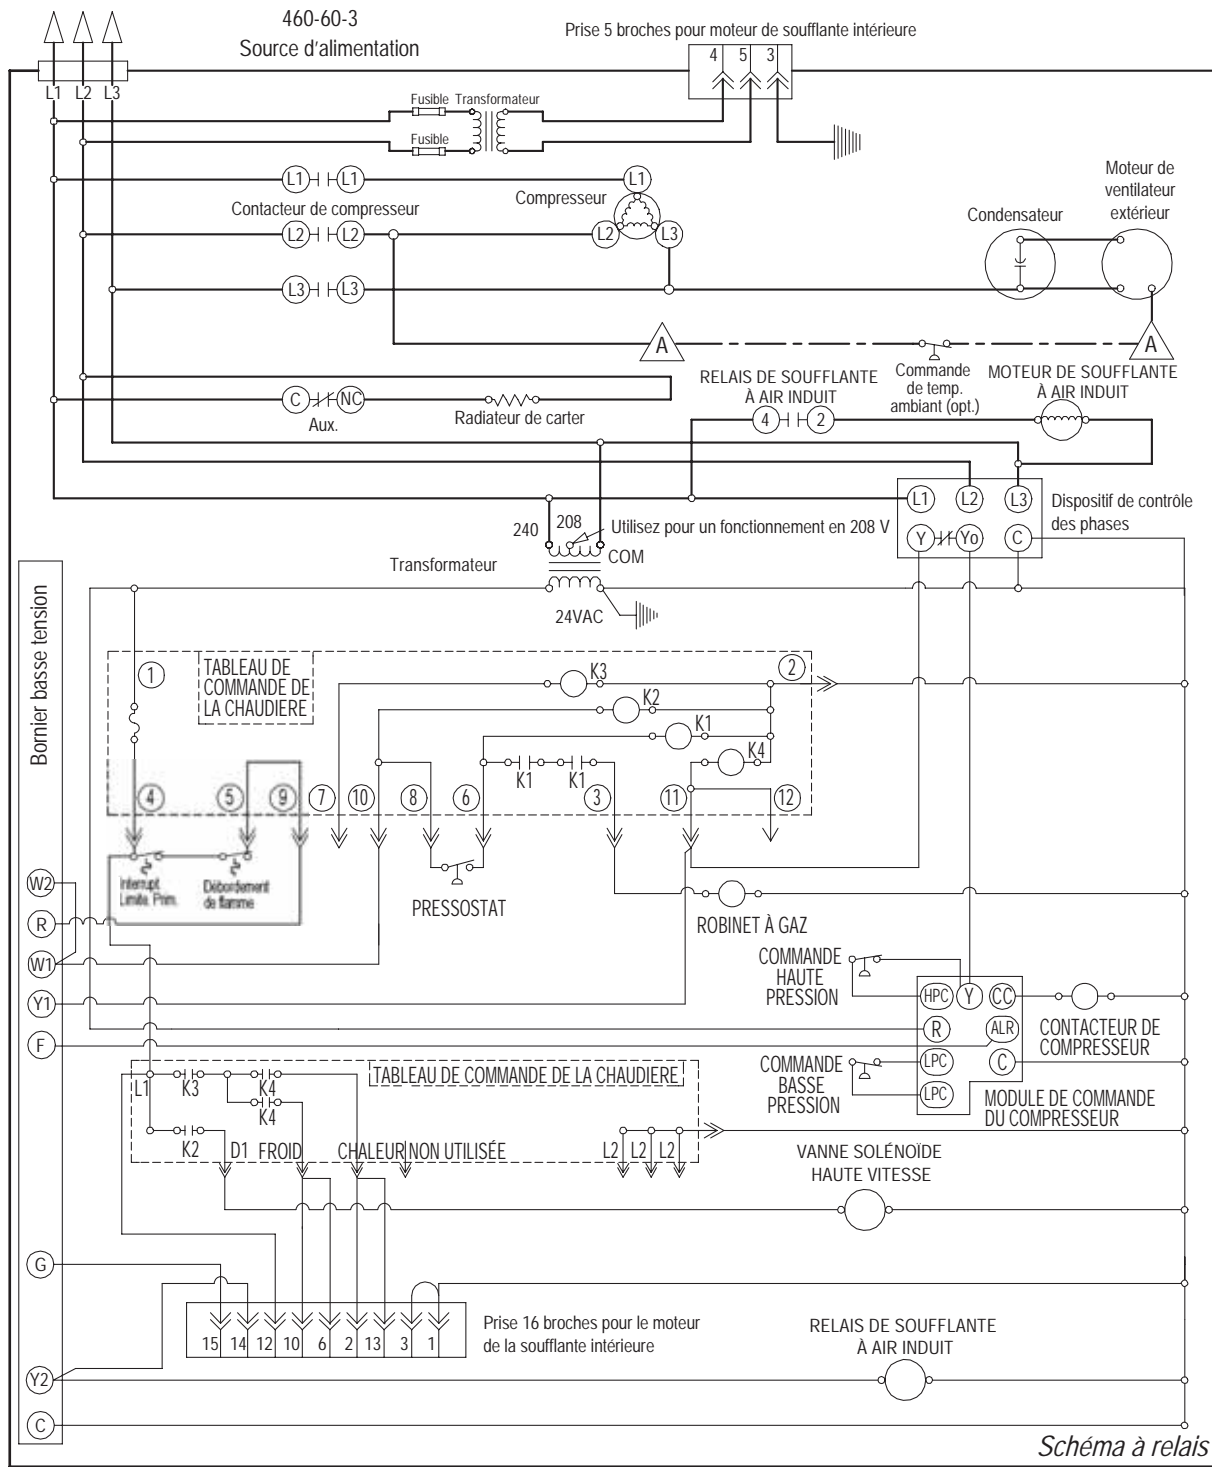 460-60-3
Source d'alimentation
Prise 5 broches pour moteur de soufflante intérieure
4 5 3
L1 L2 L3
Fusible Transformateur
Fusible
L1 L1 L1
Compresseur
Moteur de
ventilateur
extérieur
Contacteur de compresseur
Condensateur
L2 L2 L2 L3
L3 L3
A A
Commande
de temp.
ambiant (opt.)
RELAIS DE SOUFFLANTE
À AIR INDUIT
MOTEUR DE SOUFFLANTE
À AIR INDUIT
C NC
Aux.
Radiateur de carter
4 2
L1 L2 L3
Dispositif de contrôle
des phases
240 208 Utilisez pour un fonctionnement en 208 V
Y Yo C
COM
Transformateur
24VAC
Bornier basse tension
1
TABLEAU DE
COMMANDE DE
LA CHAUDIERE
K3
2
K2
K1
K4
K1 K1
4 5 9 7 10 8 6 3 11 12
Interrupt
Limite. Prim.
Débordement
de flamme
PRESSOSTAT
ROBINET À GAZ
W2
R
W1
Y1
F
COMMANDE
HAUTE
PRESSION
HPC Y CC
R ALR
CONTACTEUR DE
COMPRESSEUR
COMMANDE
BASSE
PRESSION
LPC C
LPC
MODULE DE COMMANDE
DU COMPRESSEUR
TABLEAU DE COMMANDE DE LA CHAUDIERE
L1 K3 K4
K4
K2 D1 FROID CHALEUR NON UTILISÉE L2 L2 L2
VANNE SOLÉNOÏDE
HAUTE VITESSE
G
15 14 12 10 6 2 13 3 1
Prise 16 broches pour le moteur
de la soufflante intérieure
RELAIS DE SOUFFLANTE
À AIR INDUIT
Y2
C
Schéma à relais